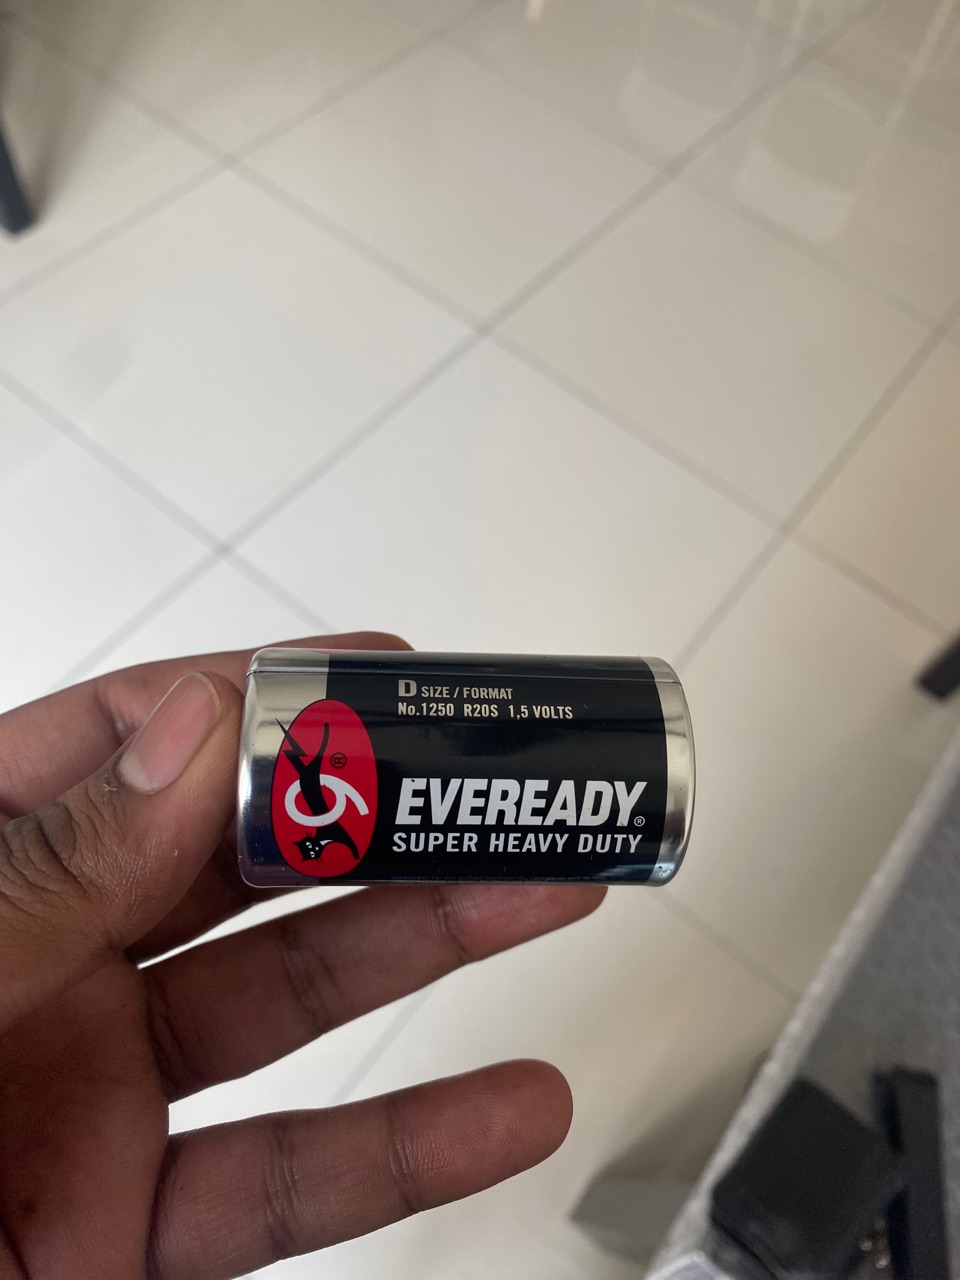 D SIZE / FORMAT
No.1250 R20S 1,5 VOLTS
9
®
EVEREADY®
SUPER HEAVY DUTY